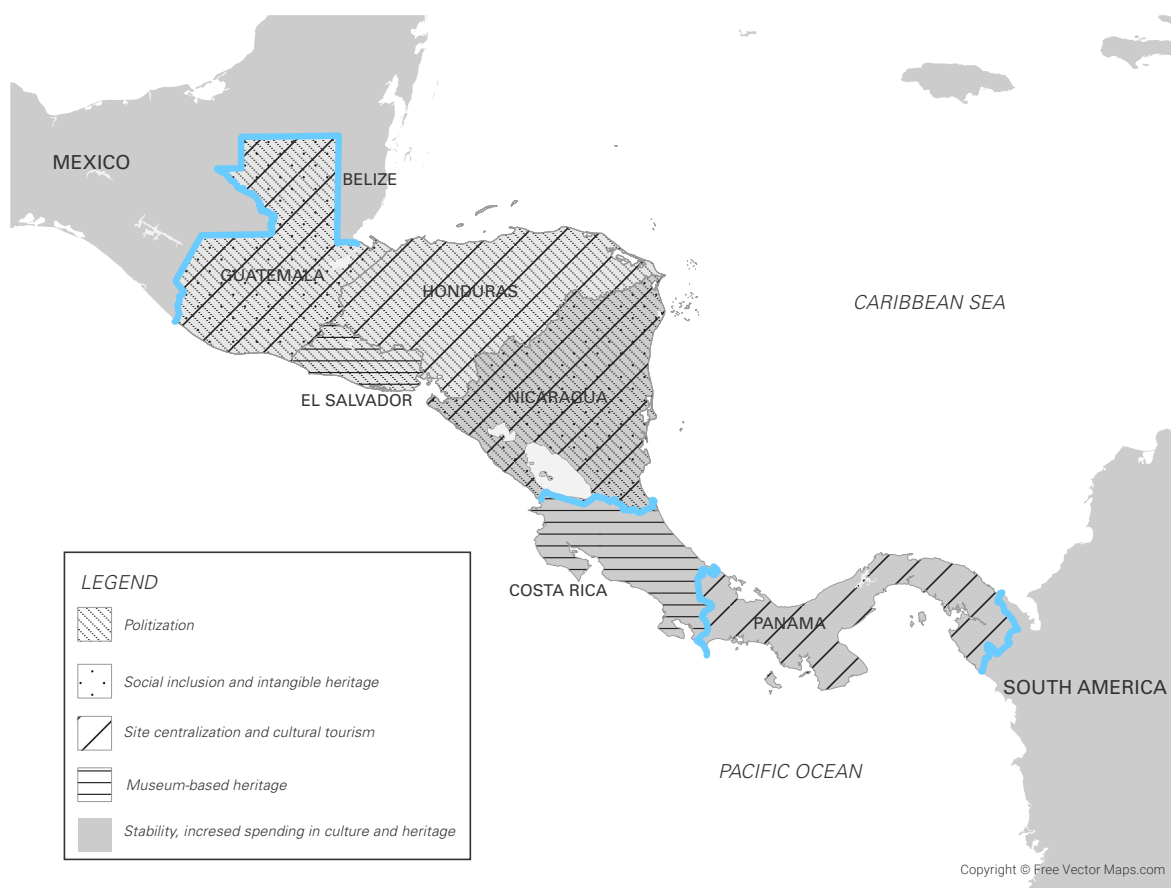 MEXICO
BELIZE
GUATEMALA
HONDURAS
CARIBBEAN SEA
EL SALVADOR
NICARAGUA
COSTA RICA
PANAMA
SOUTH AMERICA
PACIFIC OCEAN
LEGEND
Politization
Social inclusion and intangible heritage
Site centralization and cultural tourism
Museum-based heritage
Stability, incresed spending in culture and heritage
Copyright © Free Vector Maps.com